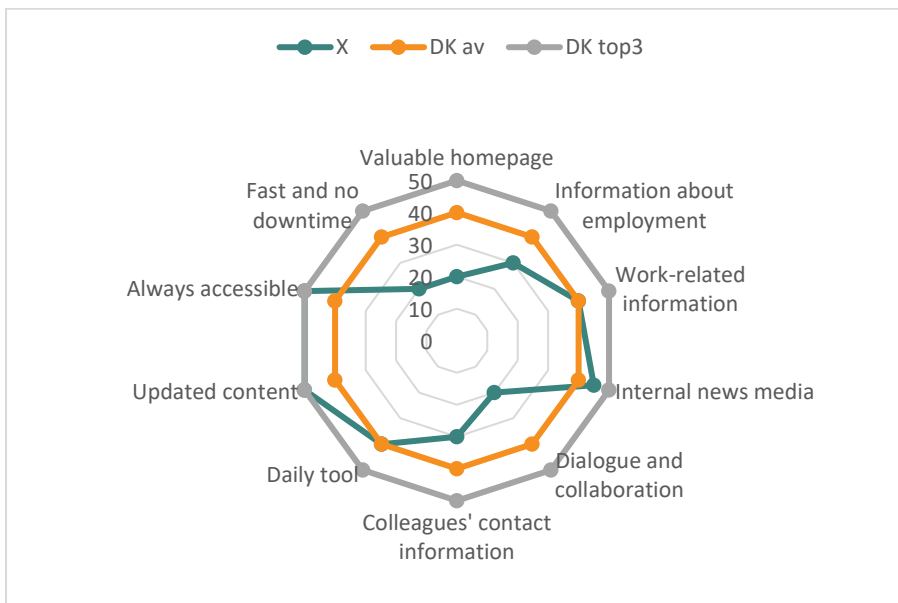 X DK av DK top3
Valuable homepage
Fast and no
downtime
50
Information about
employment
40
30
Work-related
information
Always accessible
20
10
0
Updated content
Internal news media
Daily tool
Dialogue and
collaboration
Colleagues' contact
information